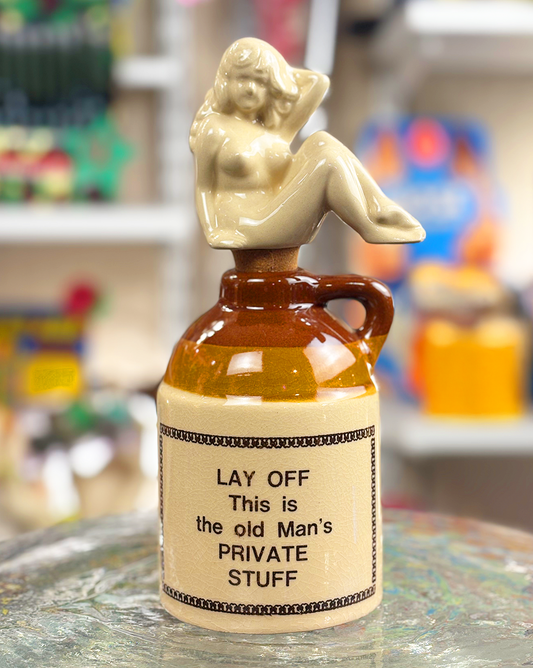 LAY OFF
This is
the old Man's
PRIVATE
STUFF